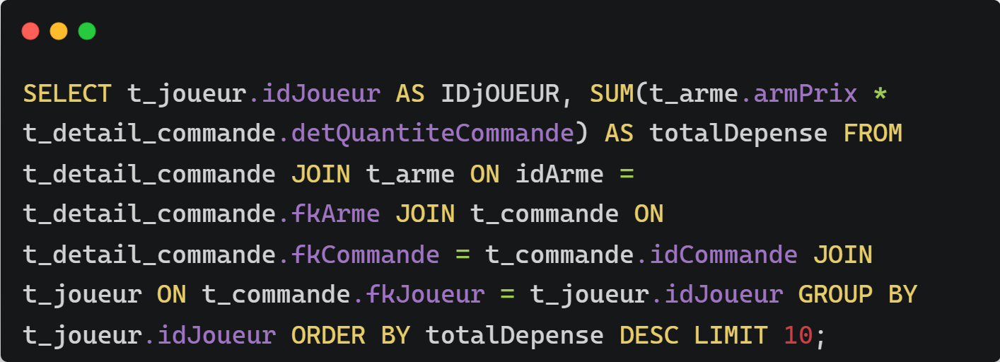 SELECT t_joueur.idJoueur AS IDjOUEUR, SUM(t_arme.armPrix *
t_detail_commande.detQuantiteCommande) AS totalDepense FROM
t_detail_commande JOIN t_arme ON idArme =
t_detail_commande.fkArme JOIN t_commande ON
t_detail_commande.fkCommande = t_commande.idCommande JOIN
t_joueur ON t_commande.fkJoueur = t_joueur.idJoueur GROUP BY
t_joueur.idJoueur ORDER BY totalDepense DESC LIMIT 10;